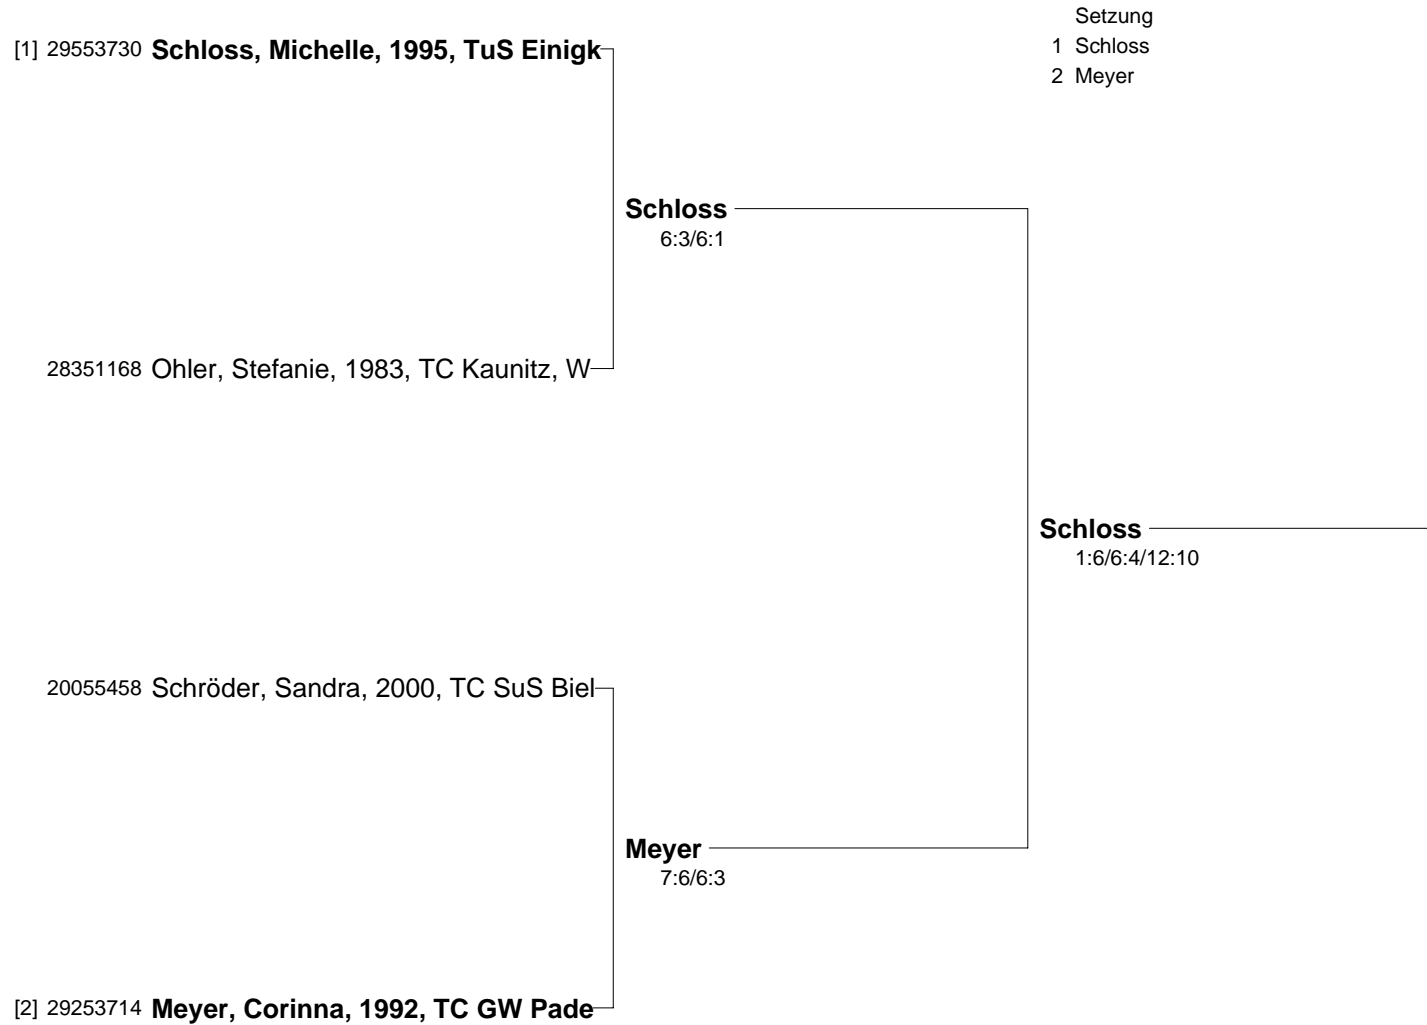 Setzung
1 Schloss
2 Meyer
[1] 29553730 Schloss, Michelle, 1995, TuS Einigk
Schloss
6:3/6:1
28351168 Ohler, Stefanie, 1983, TC Kaunitz, W
Schloss
1:6/6:4/12:10
20055458 Schröder, Sandra, 2000, TC SuS Biel
Meyer
7:6/6:3
[2] 29253714 Meyer, Corinna, 1992, TC GW Pade